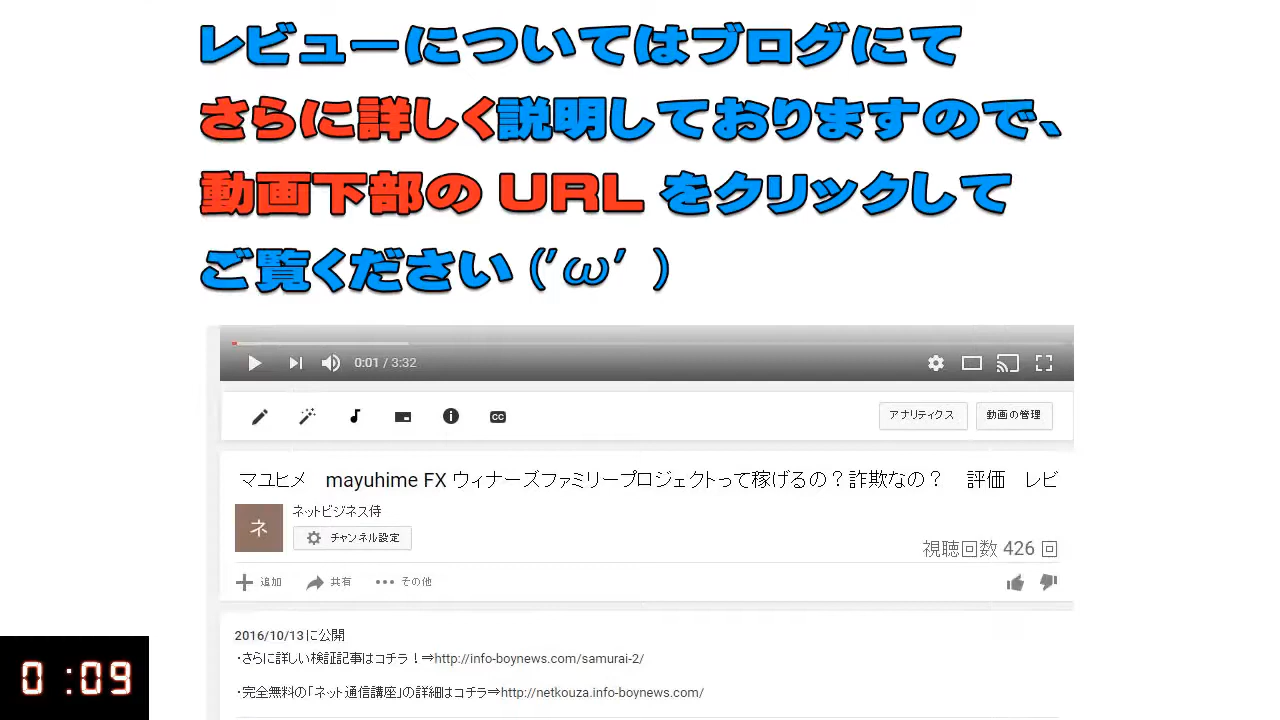 レビューについてはブログにて
さらに詳しく説明しておりますので、
動画下部の URL をクリックして
ご覧ください ('ω' )
0:01 / 3:32
CC
アナリティクス 動画の管理
マユヒメ　mayuhime FX ウィナーズファミリープロジェクトって稼げるの？詐欺なの？　評価　レビ
ネ ネットビジネス侍
チャンネル設定
視聴回数 426 回
追加 共有 その他
2016/10/13 に公開
・さらに詳しい検証記事はコチラ！⇒http://info-boynews.com/samurai-2/
・完全無料の「ネット通信講座」の詳細はコチラ⇒http://netkouza.info-boynews.com/
0:09